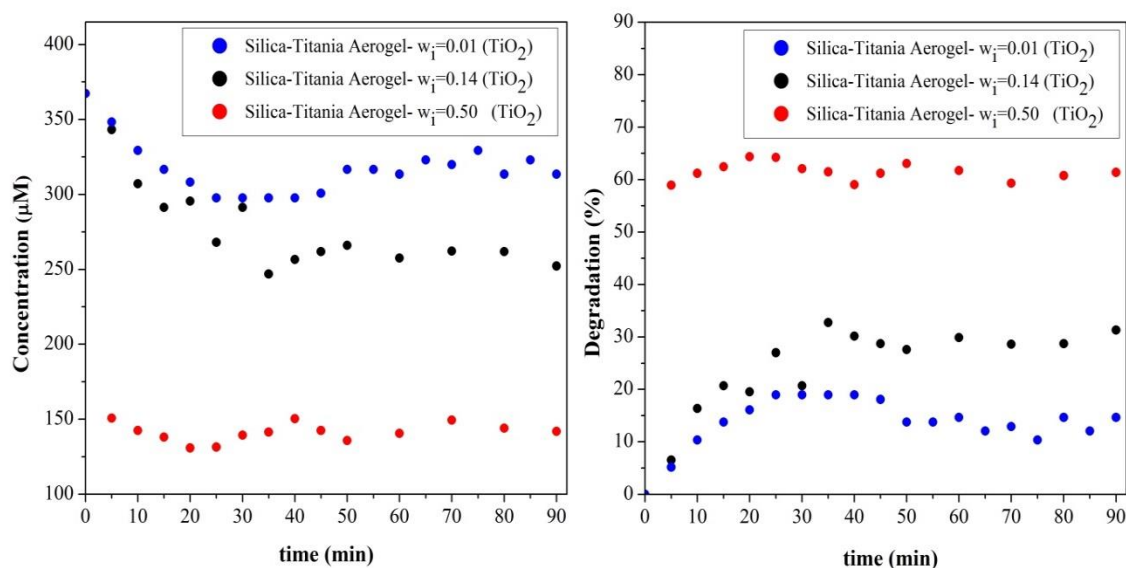 400
350
300
250
200
150
100
Concentration (µM)
Silica-Titania Aerogel- wi=0.01 (TiO2)
Silica-Titania Aerogel- wi=0.14 (TiO2)
Silica-Titania Aerogel- wi=0.50 (TiO2)
0 10 20 30 40 50 60 70 80 90
time (min)
90
80
70
60
50
40
30
20
10
0
Degradation (%)
Silica-Titania Aerogel- wi=0.01 (TiO2)
Silica-Titania Aerogel- wi=0.14 (TiO2)
Silica-Titania Aerogel- wi=0.50 (TiO2)
0 10 20 30 40 50 60 70 80 90
time (min)